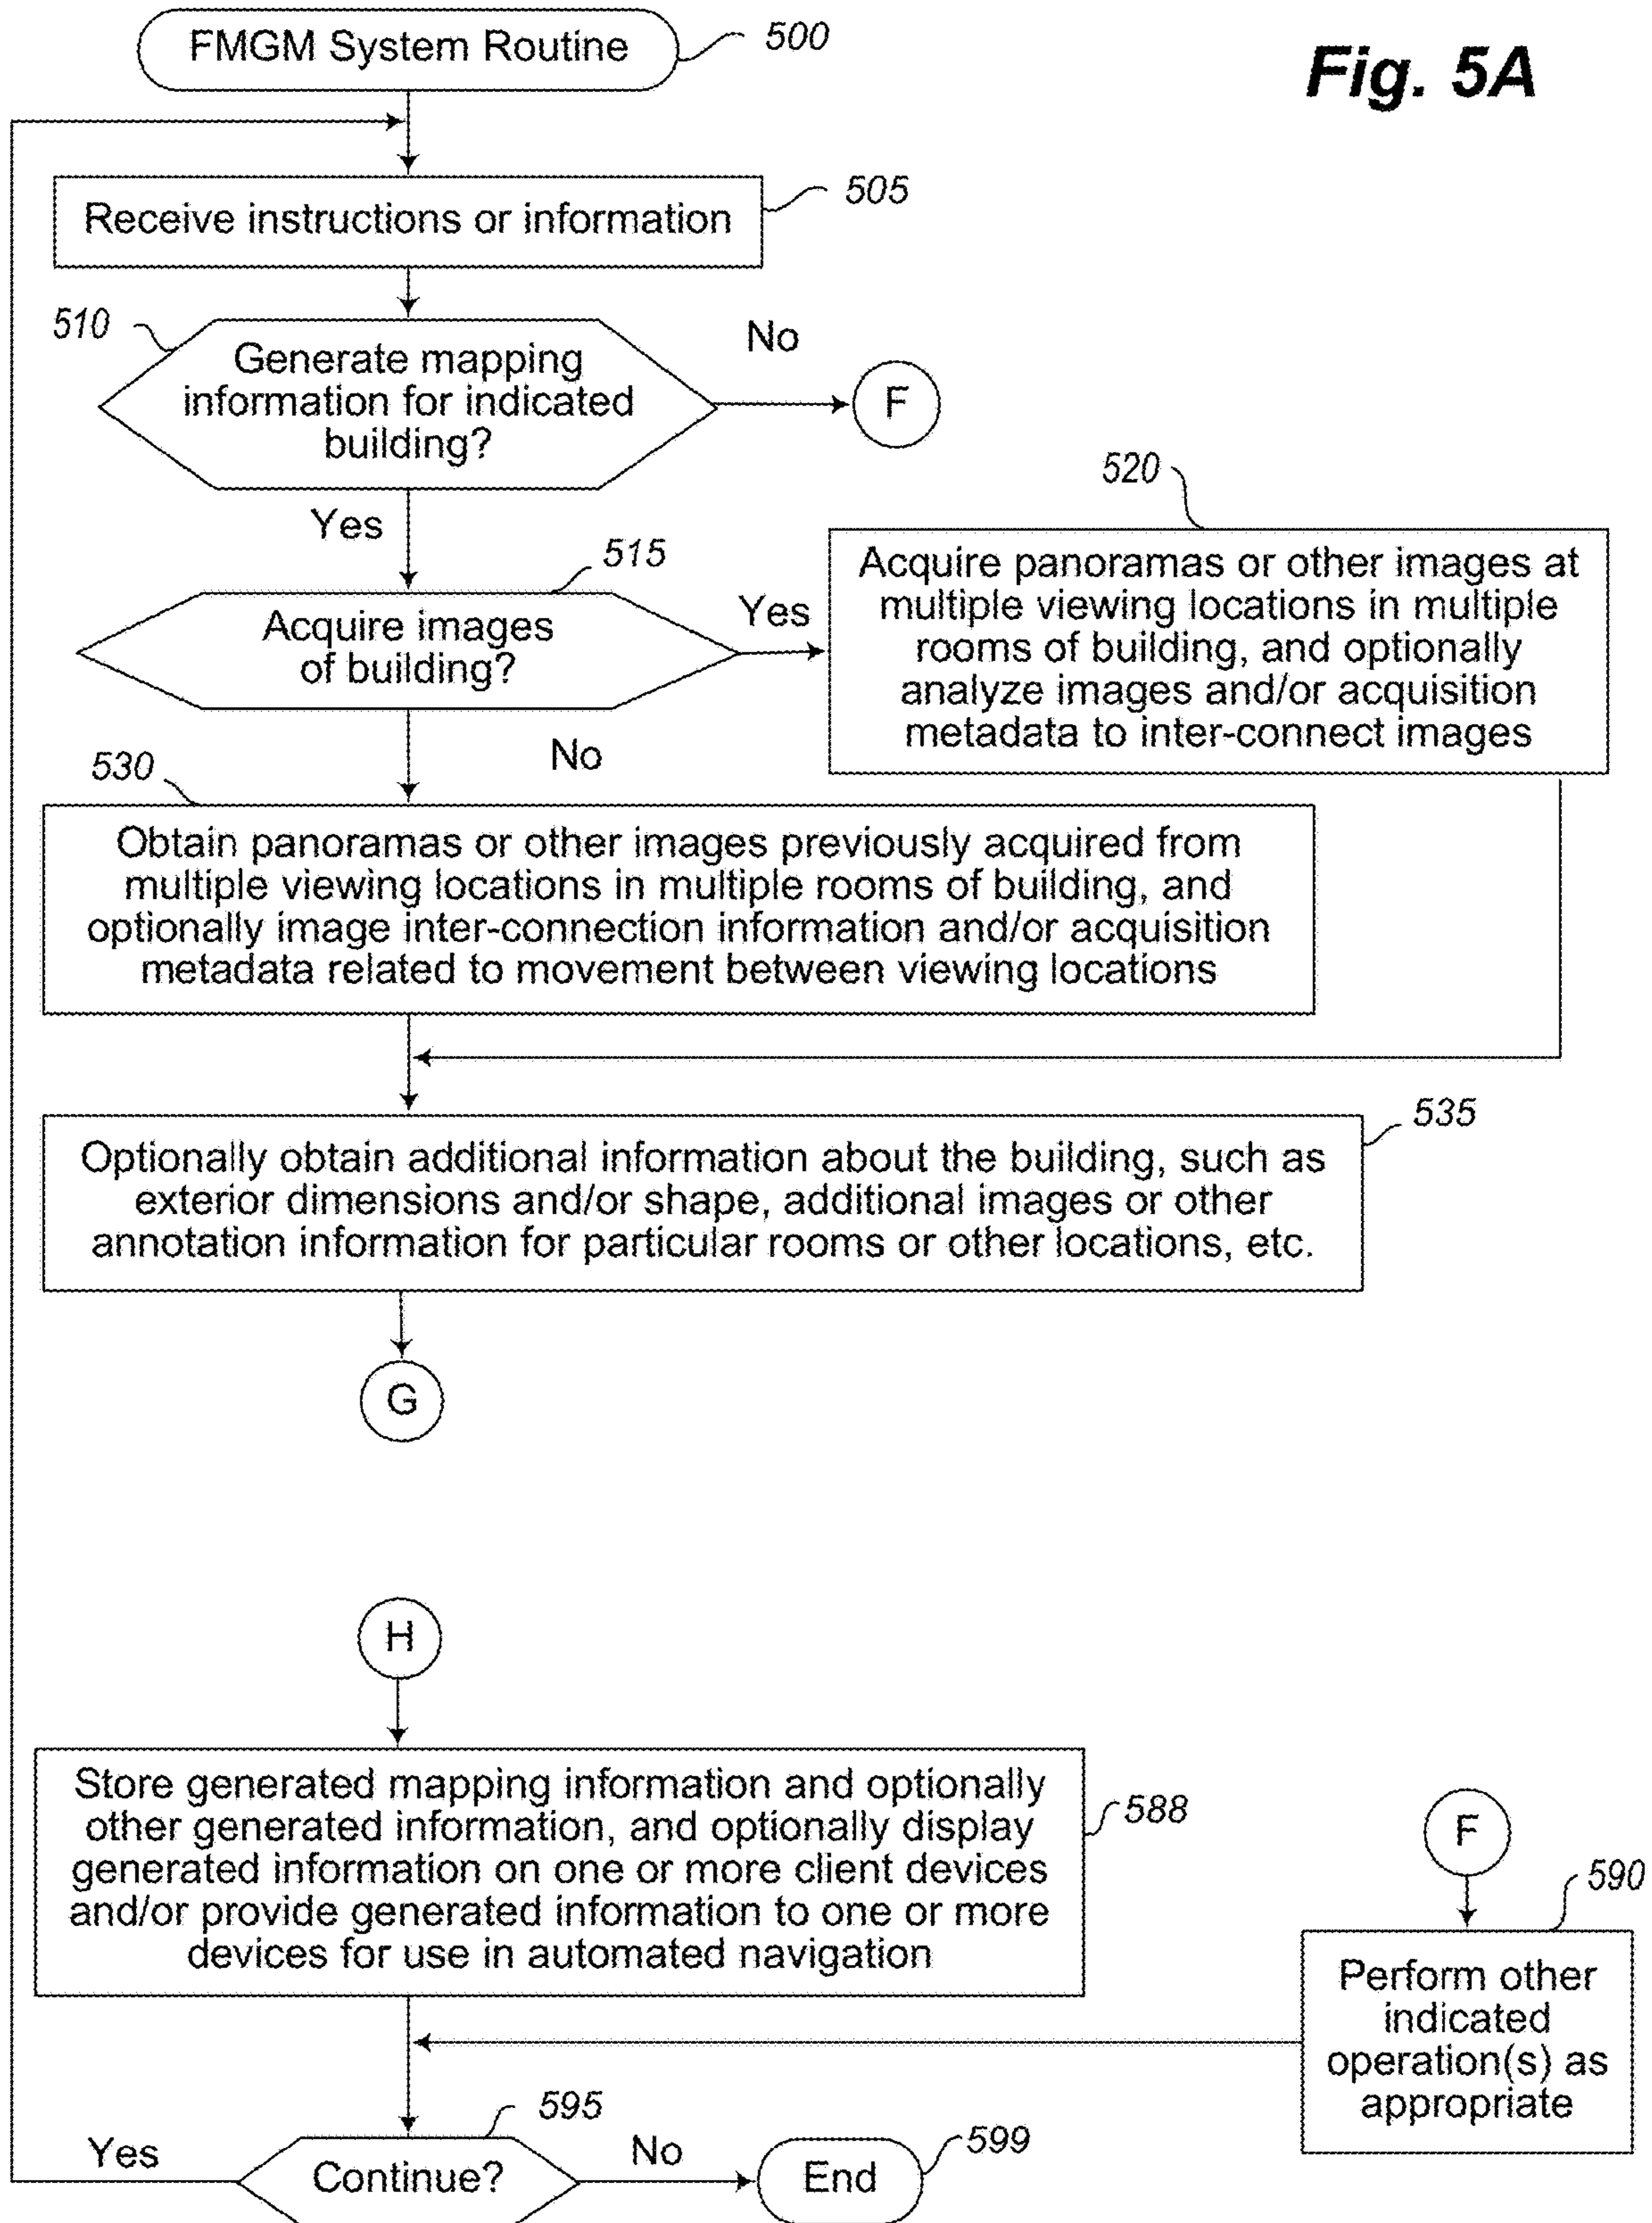 FMGM System Routine
500
Fig. 5A
Receive instructions or information
505
510
Generate mapping
information for indicated
building?
No
F
Yes
515
Acquire images
of building?
Yes
520
Acquire panoramas or other images at
multiple viewing locations in multiple
rooms of building, and optionally
analyze images and/or acquisition
metadata to inter-connect images
No
530
Obtain panoramas or other images previously acquired from
multiple viewing locations in multiple rooms of building, and
optionally image inter-connection information and/or acquisition
metadata related to movement between viewing locations
535
Optionally obtain additional information about the building, such as
exterior dimensions and/or shape, additional images or other
annotation information for particular rooms or other locations, etc.
G
H
Store generated mapping information and optionally
other generated information, and optionally display
generated information on one or more client devices
and/or provide generated information to one or more
devices for use in automated navigation
588
F
590
Perform other
indicated
operation(s) as
appropriate
595
Yes
Continue?
No
End
599